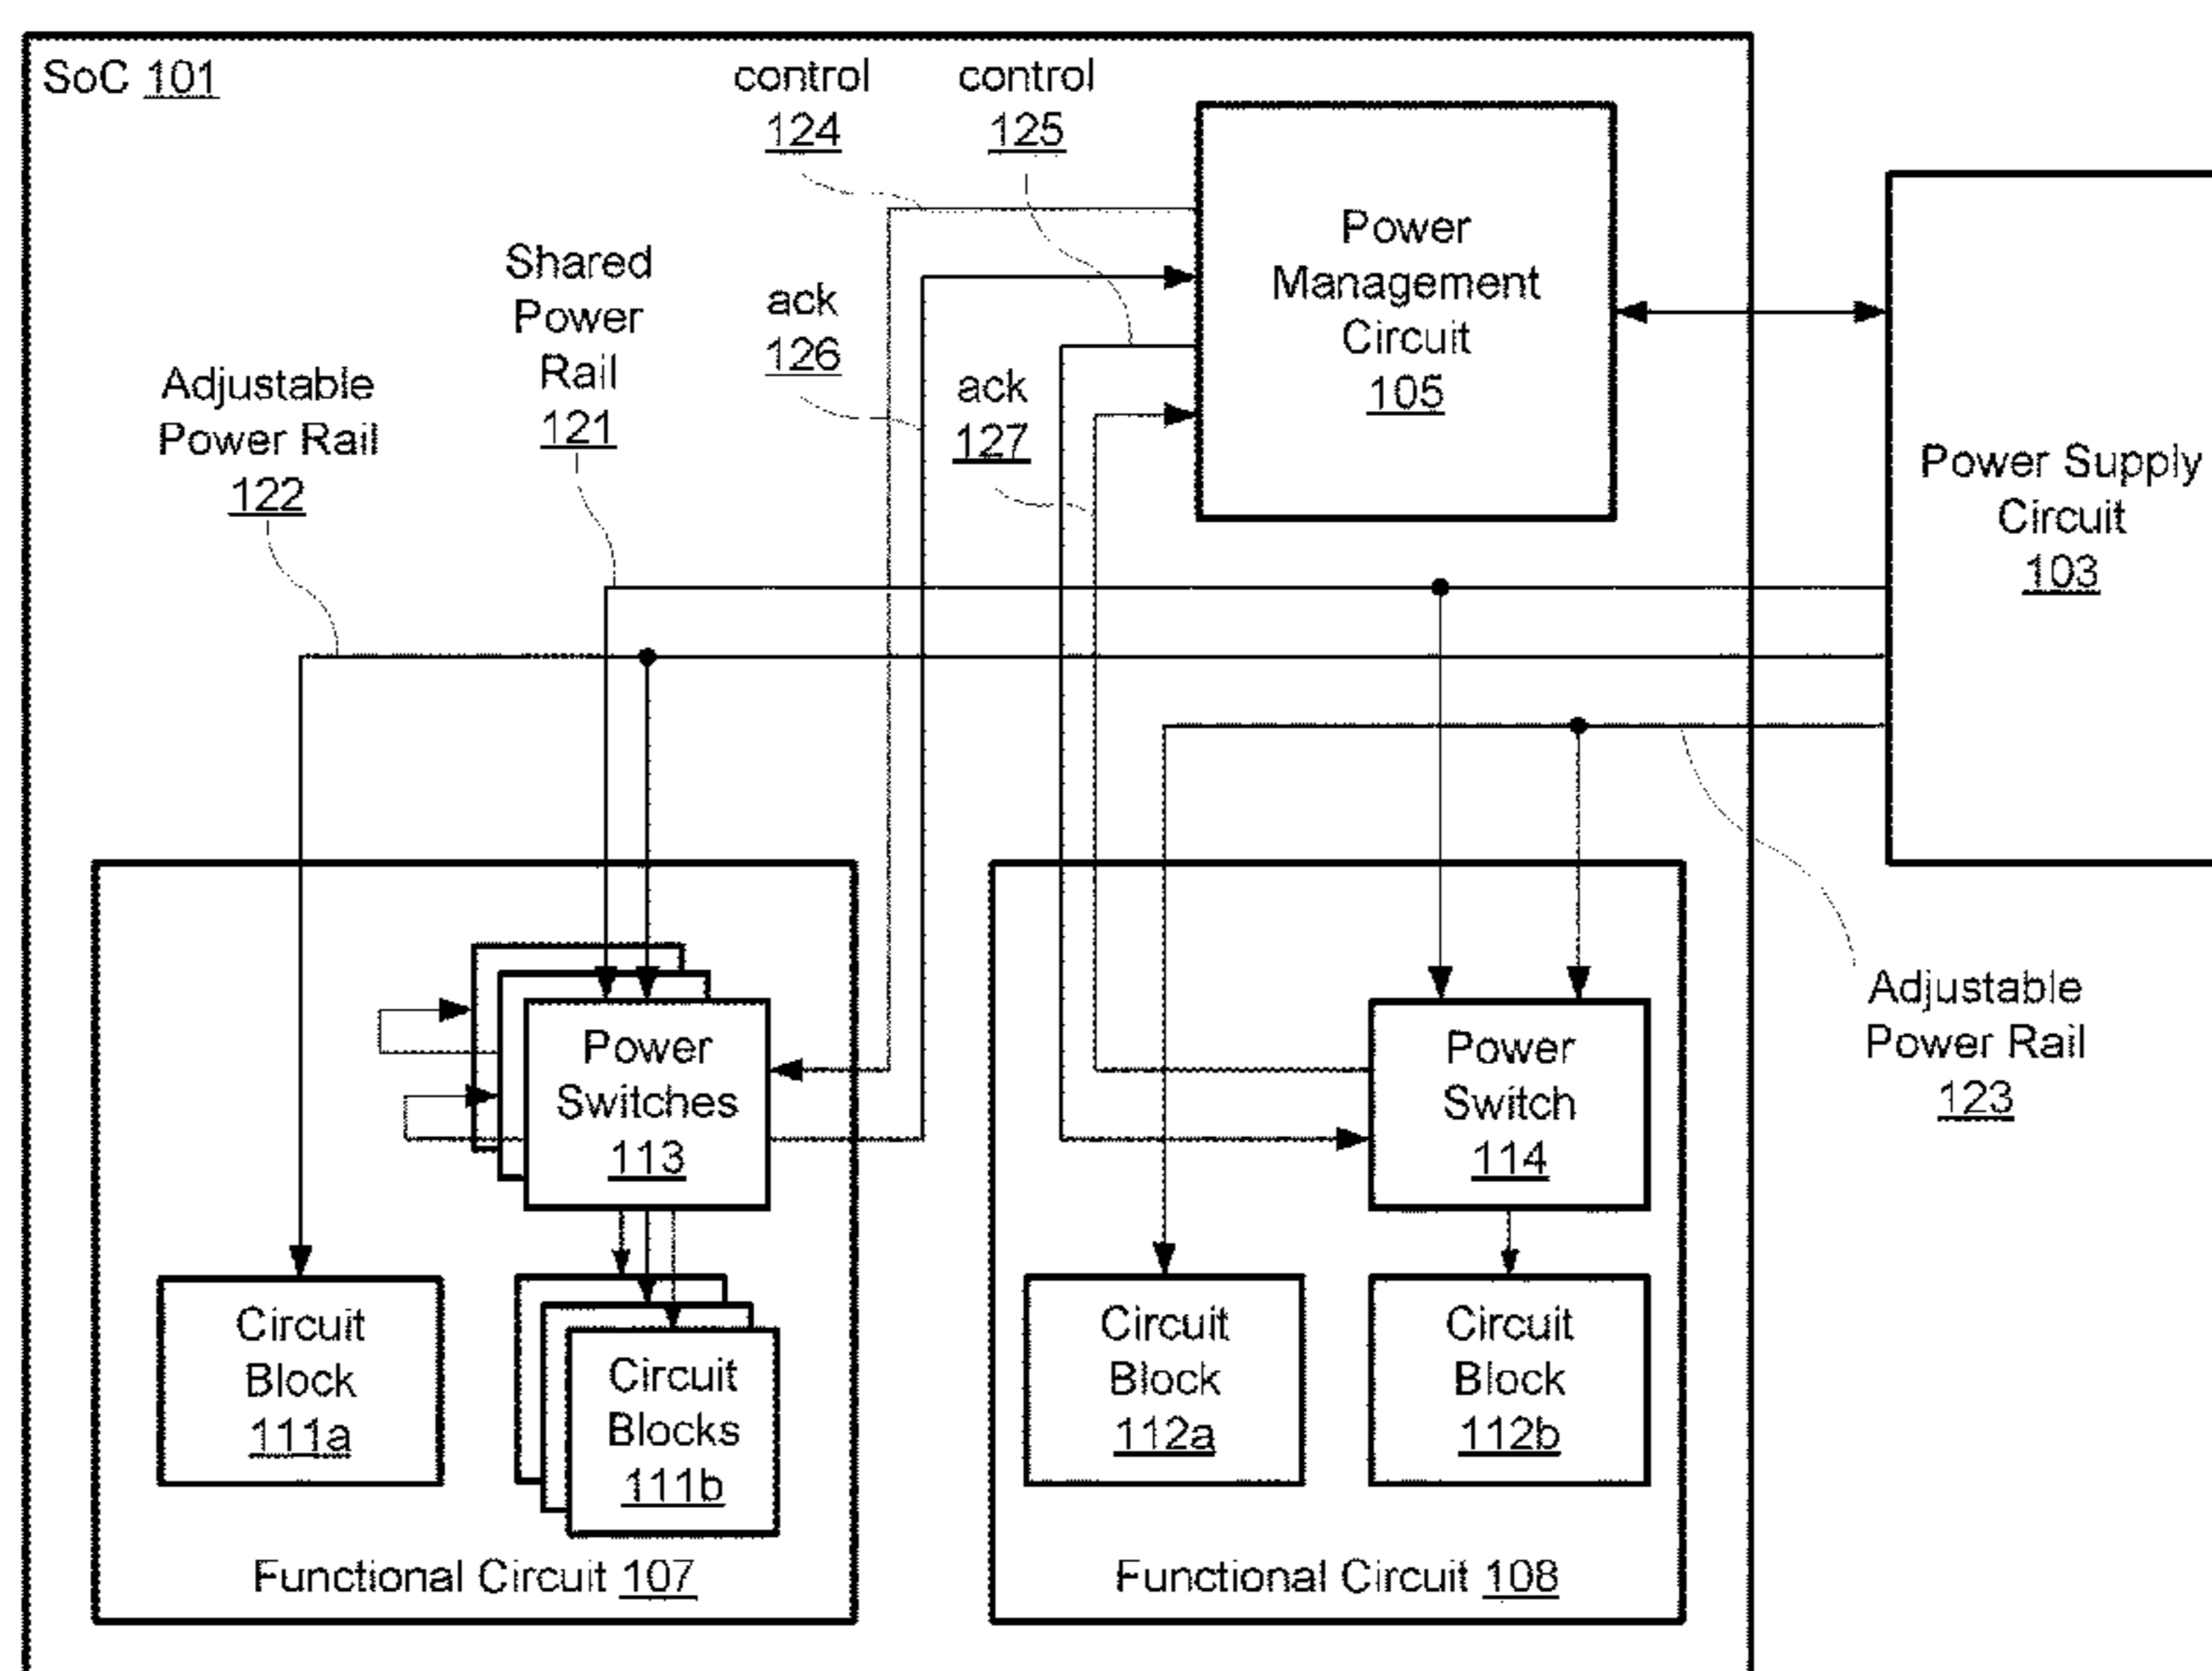 SoC 101
control
124
control
125
Power
Management
Circuit
105
Shared
Power
Rail
121
ack
126
Adjustable
Power Rail
122
ack
127
Power Supply
Circuit
103
Power
Switches
113
Power
Switch
114
Adjustable
Power Rail
123
Circuit
Block
111a
Circuit
Blocks
111b
Circuit
Block
112a
Circuit
Block
112b
Functional Circuit 107
Functional Circuit 108